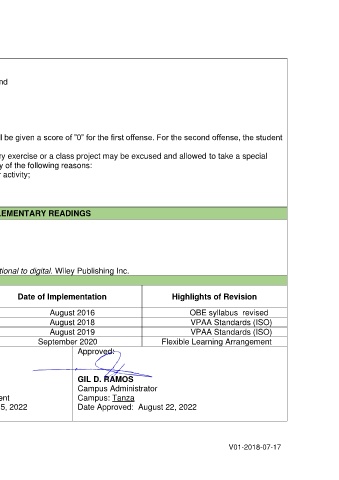 nd
ll be given a score of "0" for the first offense. For the second offense, the student
ry exercise or a class project may be excused and allowed to take a special
y of the following reasons:
r activity;
LEMENTARY READINGS
tional to digital. Wiley Publishing Inc.
Date of Implementation Highlights of Revision
August 2016 OBE syllabus revised
August 2018 VPAA Standards (ISO)
August 2019 VPAA Standards (ISO)
September 2020 Flexible Learning Arrangement
Approved:
GIL D. RAMOS
Campus Administrator
ent Campus: Tanza
5, 2022 Date Approved: August 22, 2022
V01-2018-07-17